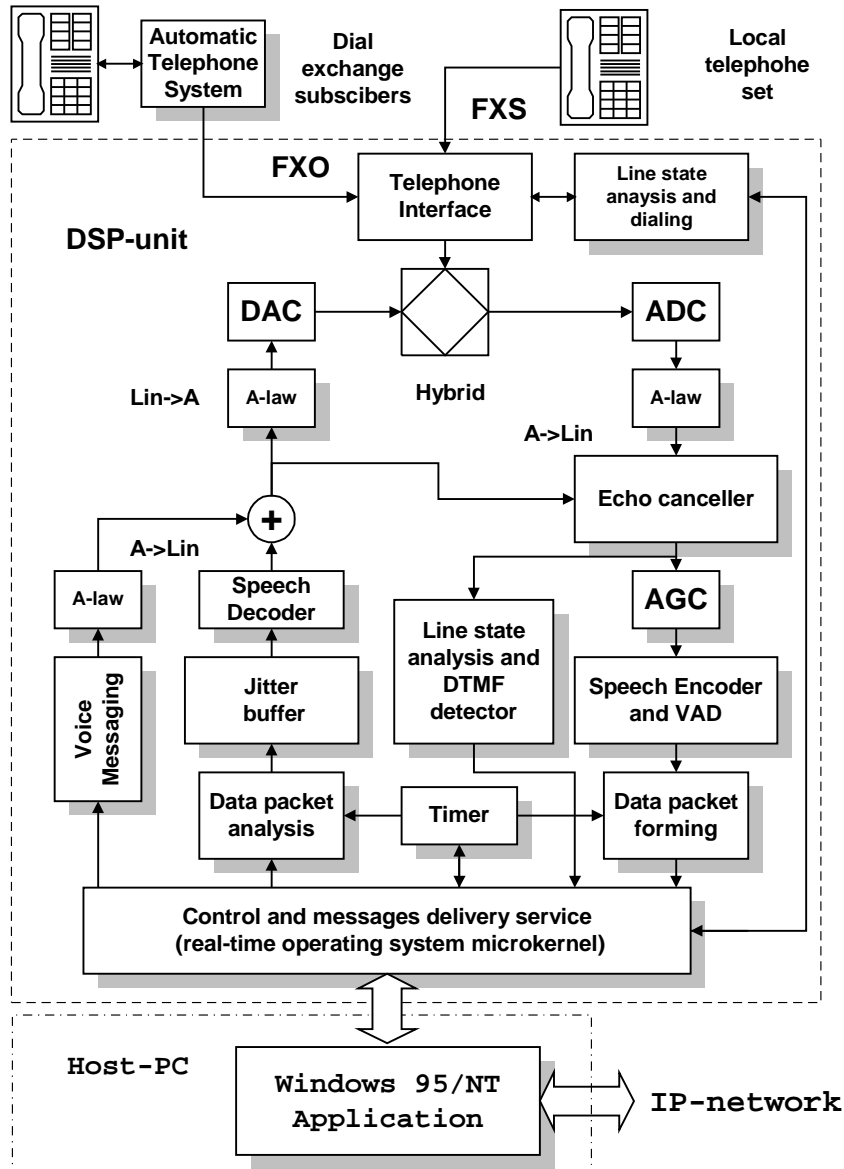 Automatic
Telephone
System
Dial
exchange
subscibers
Local
telephohe
set
FXS
FXO
Telephone
Interface
Line state
anaysis and
dialing
DSP-unit
DAC
ADC
Hybrid
Lin->A
A-law
A-law
A->Lin
Echo canceller
+
A->Lin
A-law
Speech
Decoder
Line state
analysis and
DTMF
detector
AGC
Voice
Messaging
Jitter
buffer
Speech Encoder
and VAD
Data packet
analysis
Timer
Data packet
forming
Control and messages delivery service
(real-time operating system microkernel)
Host-PC
Windows 95/NT
Application
IP-network